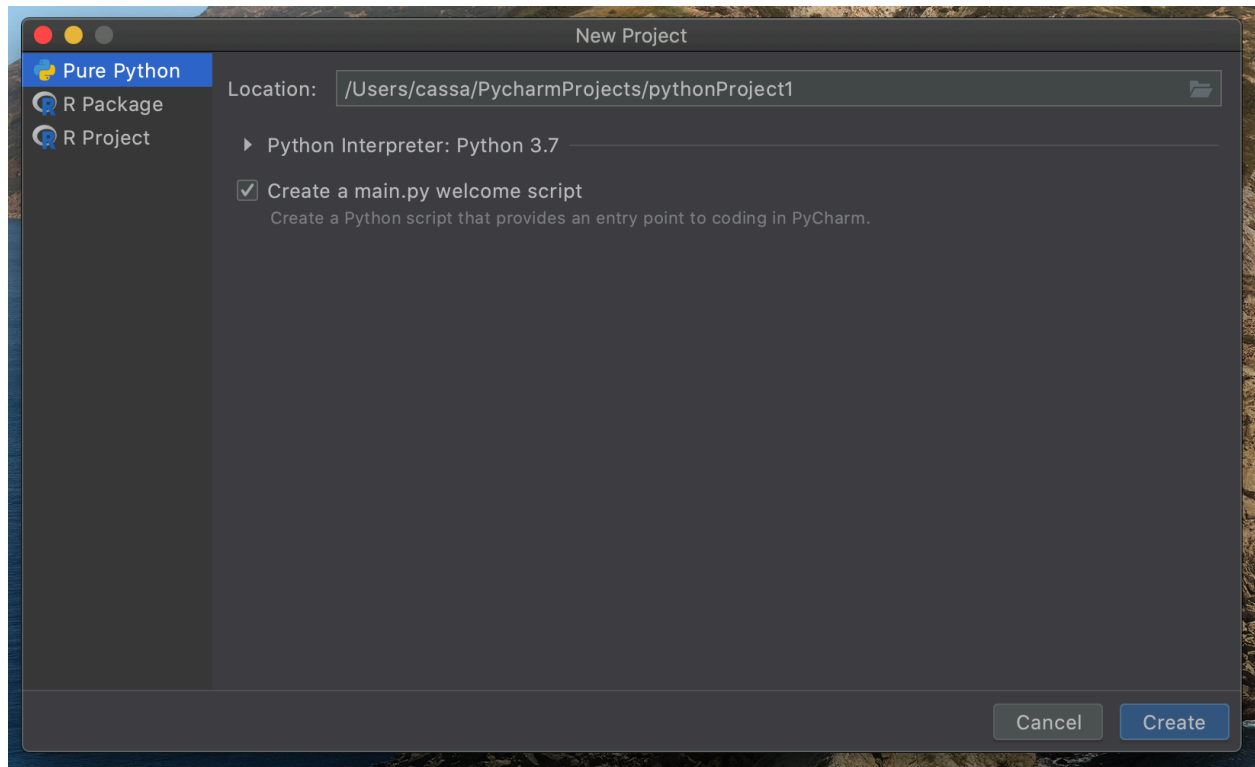 New Project
Pure Python
R Package
R Project
Location: /Users/cassa/PycharmProjects/pythonProject1
Python Interpreter: Python 3.7
Create a main.py welcome script
Create a Python script that provides an entry point to coding in PyCharm.
Cancel Create